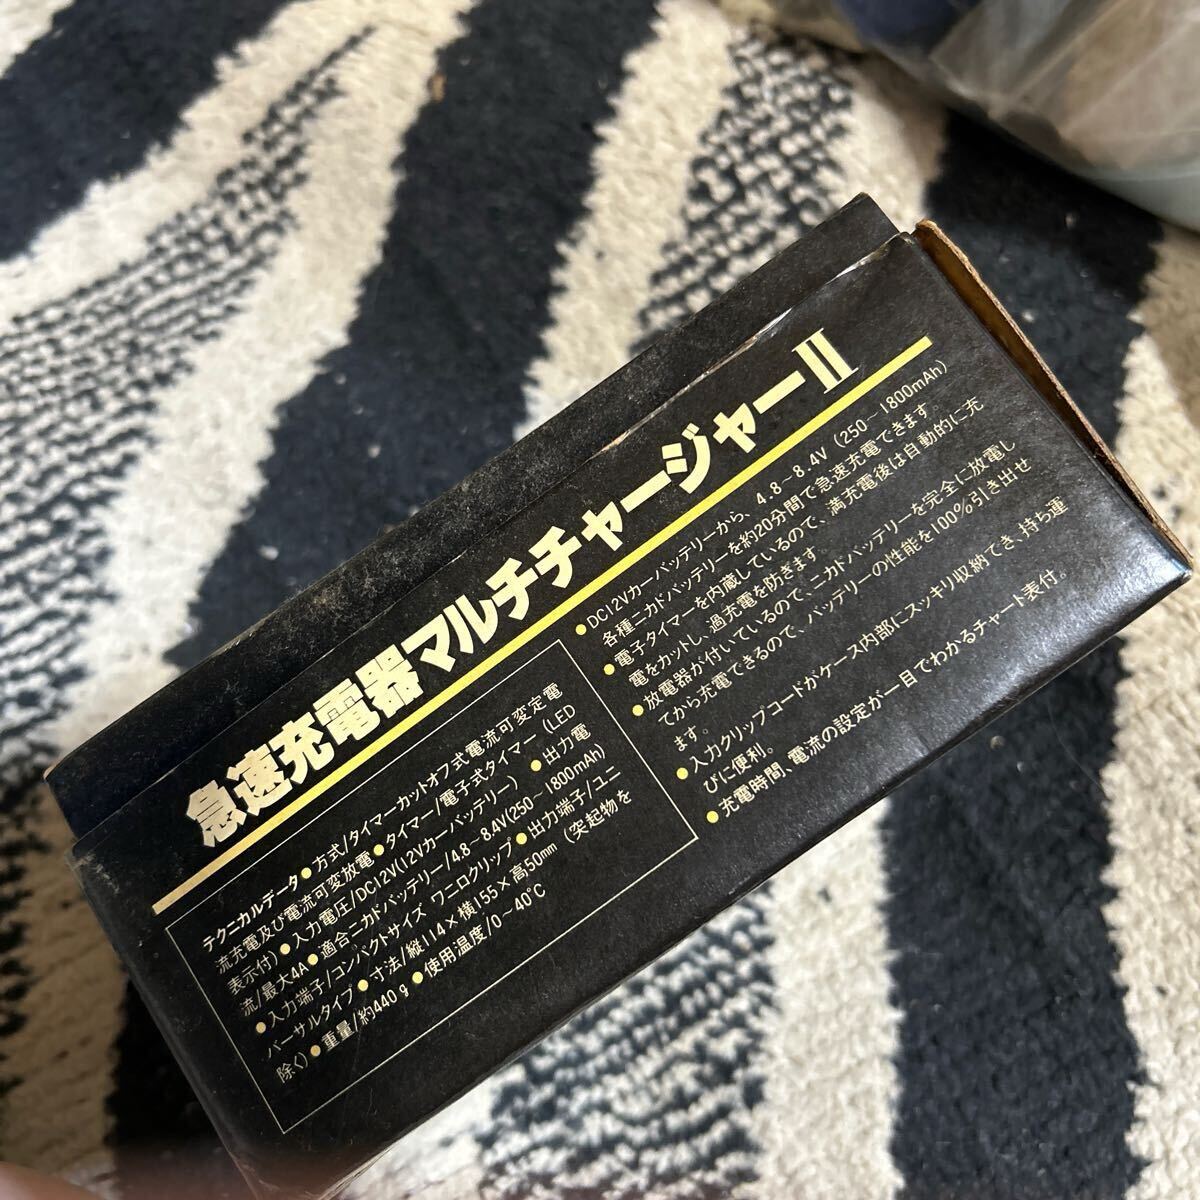 急速充電器マルチチャージャーII
テクニカルデータ●方式/タイマーカットオフ式電流可変定電
流充電及び電流可変放電●タイマー/電子式タイマー(LED
表示付)●入力電圧/DC12V(12Vカーバッテリー)●出力電
流/最大4A●適合ニカドバッテリー/4.8~8.4V(250~1800mAh)
●入力端子/コンパクトサイズ ワニ口クリップ●出力端子/ユニ
バーサルタイプ●寸法/縦114×横155×高50mm(突起物を
除く)●重量/約440g●使用温度/0~40℃
●DC12Vカーバッテリーから、4.8~8.4V(250~1800mAh)
各種ニカドバッテリーを約20分間で急速充電できます
●電子タイマーを内蔵しているので、満充電後は自動的に充
電をカットし、過充電を防ぎます
●放電器が付いているので、ニカドバッテリーを完全に放電し
てから充電できるので、バッテリーの性能を100%引き出せ
ます。
●入力クリップコードがケース内部にスッキリ収納でき、持ち運
びに便利。
●充電時間、電流の設定が一目でわかるチャート表付。